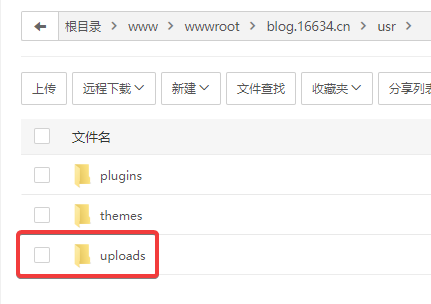 根目录 www wwwroot blog.16634.cn usr
上传 远程下载 新建 文件查找 收藏夹 分享列表
文件名
plugins
themes
uploads